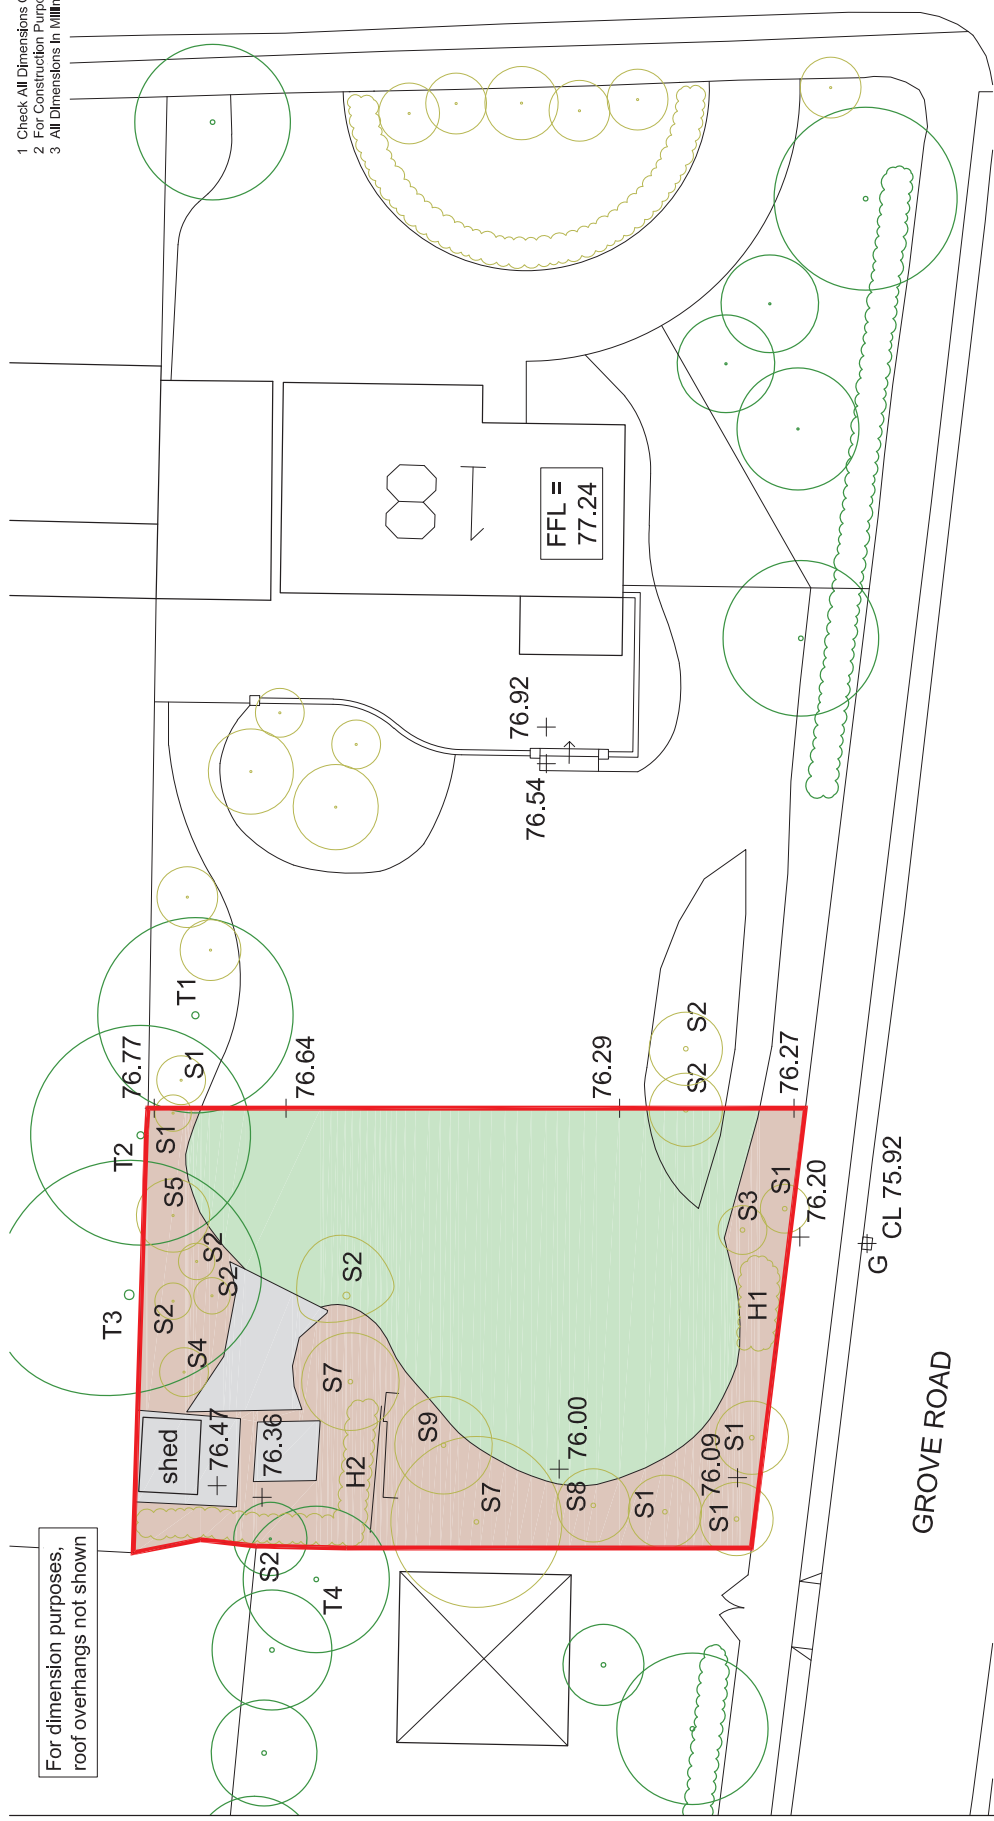 1 Check All Dimensions
2 For Construction
3 All Dimensions In
For dimension purposes,
roof overhangs not shown
81
FFL =
77.24
76.92
76.54
T1
S1
76.77
76.64
76.29
76.27
S2
S2
T2
S1
S5
S2
S2
S2
S4
T3
S2
S7
S3
S1
76.20
H1
G
CL 75.92
shed
76.47
76.36
H2
S9
S7
S8
76.00
S1
76.09
S1
S1
S2
T4
GROVE ROAD